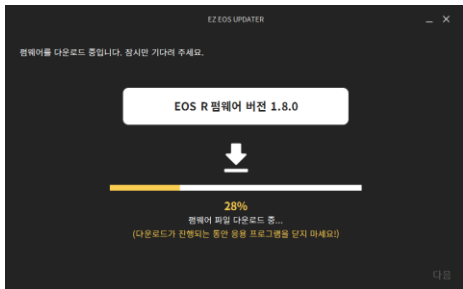 EZ EOS UPDATER
펌웨어를 다운로드 중입니다. 잠시만 기다려 주세요.
EOS R 펌웨어 버전 1.8.0
28%
펌웨어 파일 다운로드 중...
(다운로드가 진행되는 동안 응용 프로그램을 닫지 마세요!)
다음